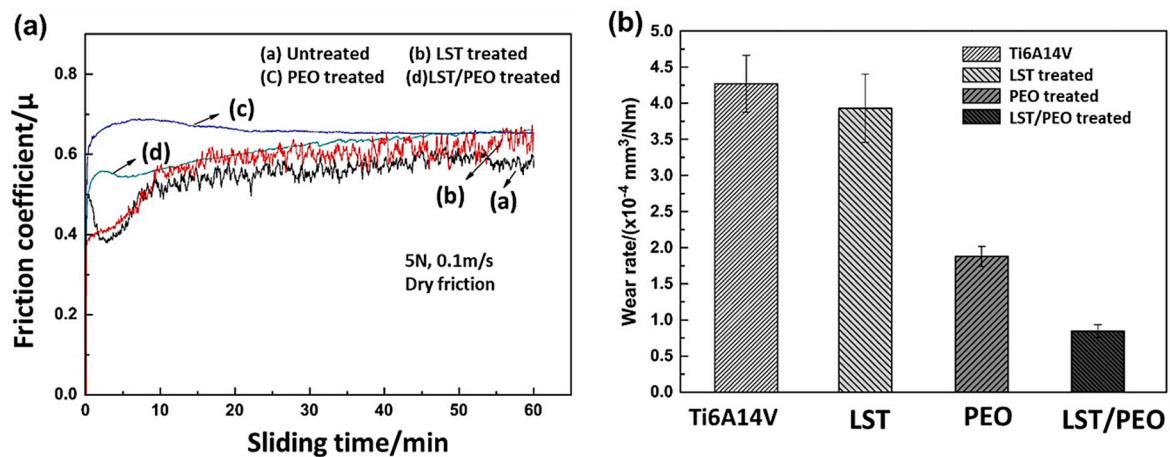 (a)
(a) Untreated (b) LST treated
(C) PEO treated (d)LST/PEO treated
0.8
0.6
0.4
0.2
0.0
Friction coefficient/μ
(c)
(d)
(b)
(a)
5N, 0.1m/s
Dry friction
0 10 20 30 40 50 60
Sliding time/min
(b)
5.0
4.5
4.0
3.5
3.0
2.5
2.0
1.5
1.0
0.5
0.0
Wear rate/(x10⁻⁴ mm³/Nm)
Ti6A14V
LST treated
PEO treated
LST/PEO treated
Ti6A14V LST PEO LST/PEO